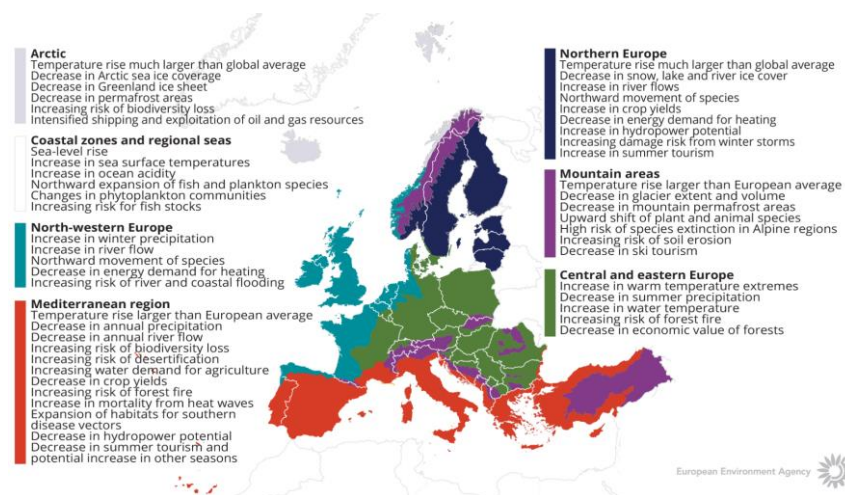 Arctic
Temperature rise much larger than global average
Decrease in Arctic sea ice coverage
Decrease in Greenland ice sheet
Decrease in permafrost areas
Increasing risk of biodiversity loss
Intensified shipping and exploitation of oil and gas resources
Coastal zones and regional seas
Sea-level rise
Increase in sea surface temperatures
Increase in ocean acidity
Northward expansion of fish and plankton species
Changes in phytoplankton communities
Increasing risk for fish stocks
North-western Europe
Increase in winter precipitation
Increase in river flow
Northward movement of species
Decrease in energy demand for heating
Increasing risk of river and coastal flooding
Mediterranean region
Temperature rise larger than European average
Decrease in annual precipitation
Decrease in annual river flow
Increasing risk of biodiversity loss
Increasing risk of desertification
Increasing water demand for agriculture
Decrease in crop yields
Increasing risk of forest fire
Increase in mortality from heat waves
Expansion of habitats for southern
disease vectors
Decrease in hydropower potential
Decrease in summer tourism and
potential increase in other seasons
Northern Europe
Temperature rise much larger than global average
Decrease in snow, lake and river ice cover
Increase in river flows
Northward movement of species
Increase in crop yields
Decrease in energy demand for heating
Increase in hydropower potential
Increasing damage risk from winter storms
Increase in summer tourism
Mountain areas
Temperature rise larger than European average
Decrease in glacier extent and volume
Decrease in mountain permafrost areas
Upward shift of plant and animal species
High risk of species extinction in Alpine regions
Increasing risk of soil erosion
Decrease in ski tourism
Central and eastern Europe
Increase in warm temperature extremes
Decrease in summer precipitation
Increase in water temperature
Increasing risk of forest fire
Decrease in economic value of forests
European Environment Agency